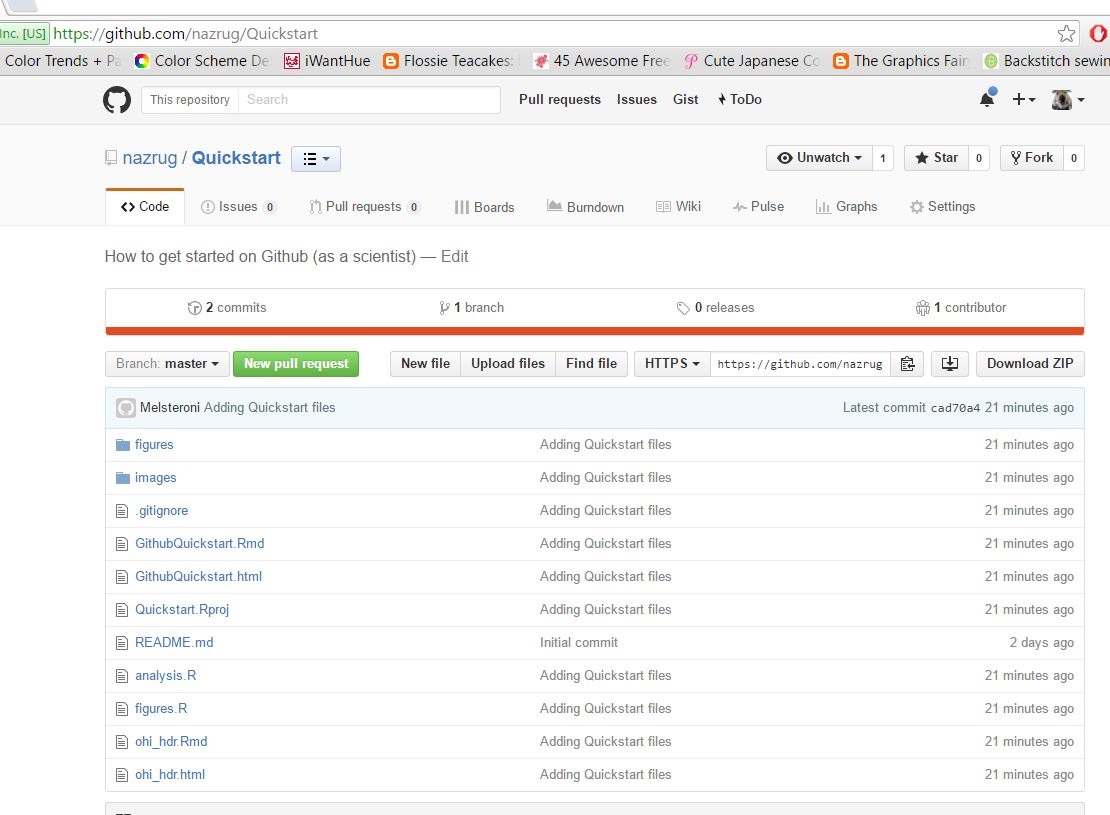 Inc. [US] https://github.com/nazrug/Quickstart
Color Trends + Pa Color Scheme De iWantHue Flossie Teacakes: 45 Awesome Free Cute Japanese Co The Graphics Fair Backstitch sewin
This repository Search Pull requests Issues Gist ToDo
nazrug / Quickstart Unwatch 1 Star 0 Fork 0
Code Issues 0 Pull requests 0 Boards Burndown Wiki Pulse Graphs Settings
How to get started on Github (as a scientist) — Edit
2 commits 1 branch 0 releases 1 contributor
Branch: master New pull request New file Upload files Find file HTTPS https://github.com/nazrug Download ZIP
Melsteroni Adding Quickstart files Latest commit cad70a4 21 minutes ago
figures Adding Quickstart files 21 minutes ago
images Adding Quickstart files 21 minutes ago
.gitignore Adding Quickstart files 21 minutes ago
GithubQuickstart.Rmd Adding Quickstart files 21 minutes ago
GithubQuickstart.html Adding Quickstart files 21 minutes ago
Quickstart.Rproj Adding Quickstart files 21 minutes ago
README.md Initial commit 2 days ago
analysis.R Adding Quickstart files 21 minutes ago
figures.R Adding Quickstart files 21 minutes ago
ohi_hdr.Rmd Adding Quickstart files 21 minutes ago
ohi_hdr.html Adding Quickstart files 21 minutes ago